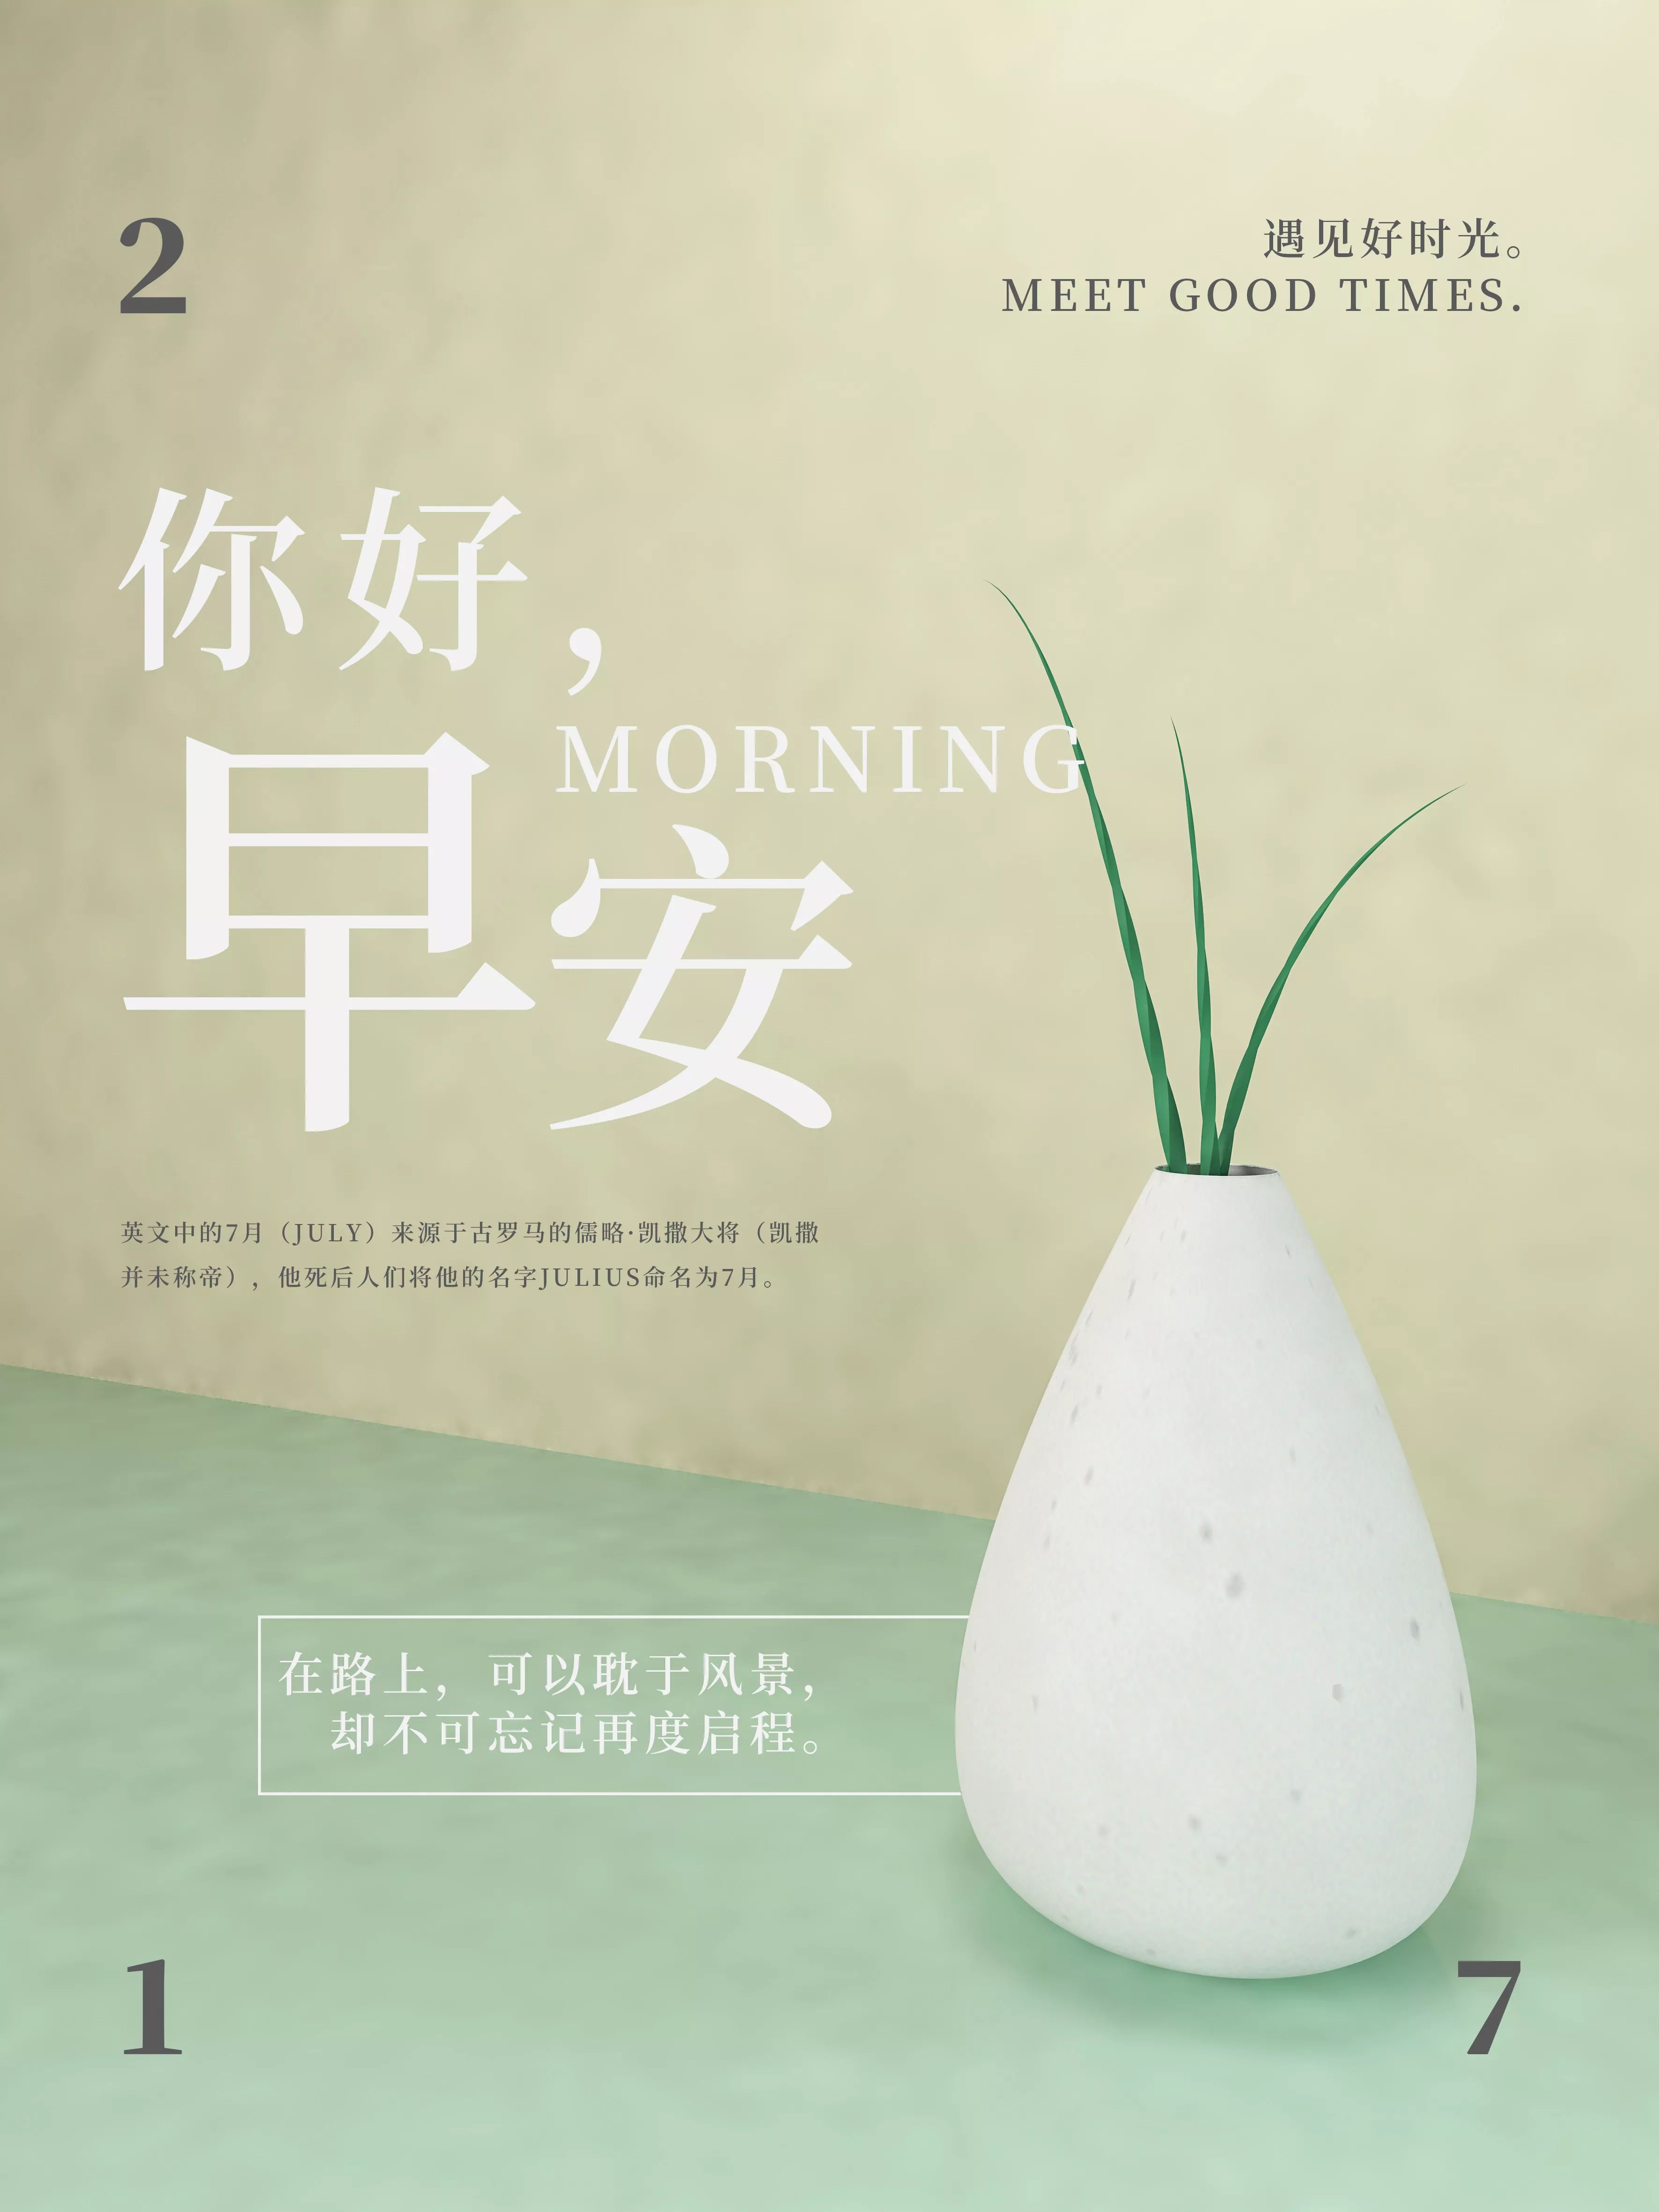 2
遇见好时光。
MEET GOOD TIMES.
你好，
MORNING
早安
英文中的7月（JULY）来源于古罗马的儒略·凯撒大将（凯撒
并未称帝），他死后人们将他的名字JULIUS命名为7月。
在路上，可以耽于风景，
却不可忘记再度启程。
1
7